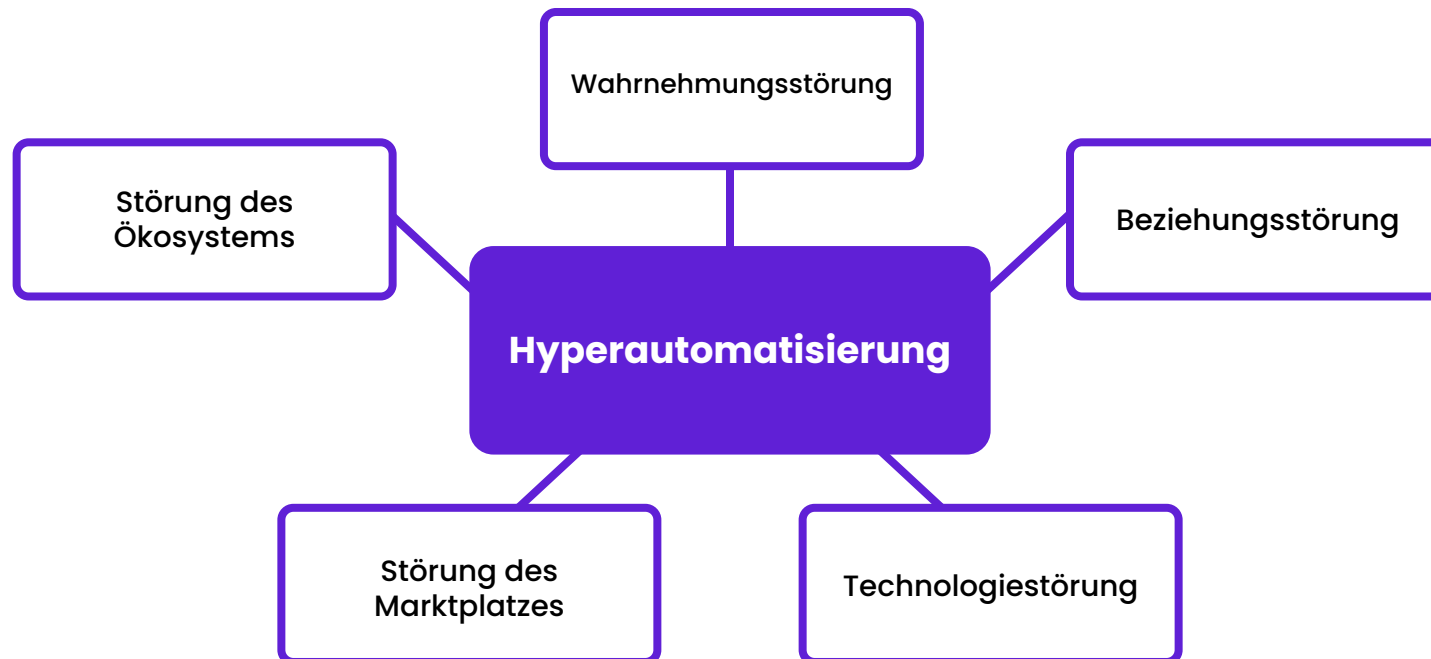 Wahrnehmungsstörung
Störung des
Ökosystems
Beziehungsstörung
Hyperautomatisierung
Störung des
Marktplatzes
Technologiestörung